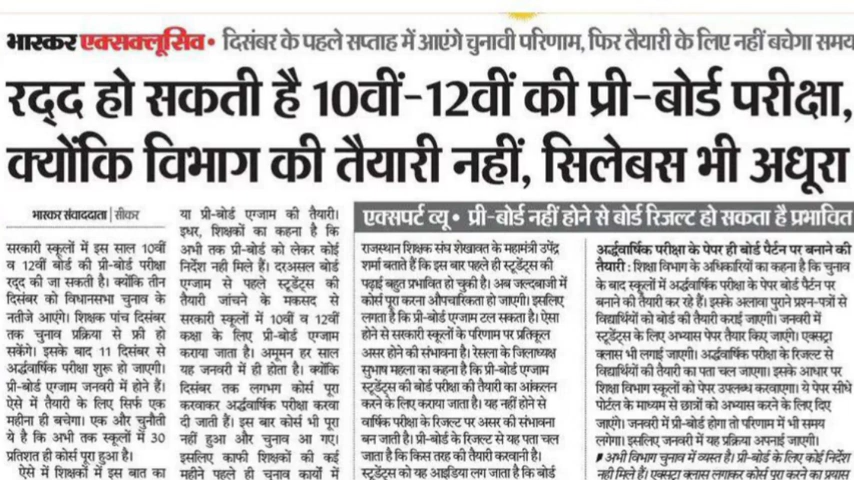 भास्कर एक्सक्लूसिव • दिसंबर के पहले सप्ताह में आएंगे चुनावी परिणाम, फिर तैयारी के लिए नहीं बचेगा समय
रद्द हो सकती है 10वीं-12वीं की प्री-बोर्ड परीक्षा,
क्योंकि विभाग की तैयारी नहीं, सिलेबस भी अधूरा
भास्कर संवाददाता | सीकर
सरकारी स्कूलों में इस साल 10वीं
व 12वीं बोर्ड की प्री-बोर्ड परीक्षा
रद्द की जा सकती है। क्योंकि तीन
दिसंबर को विधानसभा चुनाव के
नतीजे आएंगे। शिक्षक पांच दिसंबर
तक चुनाव प्रक्रिया से फ्री हो
सकेंगे। इसके बाद 11 दिसंबर से
अर्द्धवार्षिक परीक्षा शुरू हो जाएगी।
प्री-बोर्ड एग्जाम जनवरी में होने हैं।
ऐसे में तैयारी के लिए सिर्फ एक
महीना ही बचेगा। एक और चुनौती
ये है कि अभी तक स्कूलों में 30
प्रतिशत ही कोर्स पूरा हुआ है।
ऐसे में शिक्षकों में इस बात का
या प्री-बोर्ड एग्जाम की तैयारी।
इधर, शिक्षकों का कहना है कि
अभी तक प्री-बोर्ड को लेकर कोई
निर्देश नही मिले हैं। दरअसल बोर्ड
एग्जाम से पहले स्टूडेंट्स की
तैयारी जांचने के मकसद से
सरकारी स्कूलों में 10वीं व 12वीं
कक्षा के लिए प्री-बोर्ड एग्जाम
कराया जाता है। अमूमन हर साल
यह जनवरी में ही होता है। क्योंकि
दिसंबर तक लगभग कोर्स पूरा
करवाकर अर्द्धवार्षिक परीक्षा करवा
दी जाती हैं। इस बार कोर्स भी पूरा
नहीं हुआ और चुनाव आ गए।
इसलिए काफी शिक्षकों की कई
महीने पहले ही चुनाव कार्यों में
एक्सपर्ट व्यू • प्री-बोर्ड नहीं होने से बोर्ड रिजल्ट हो सकता है प्रभावित
राजस्थान शिक्षक संघ शेखावत के महामंत्री उपेंद्र
शर्मा बताते हैं कि इस बार पहले ही स्टूडेंट्स की
पढ़ाई बहुत प्रभावित हो चुकी है। अब जल्दबाजी में
कोर्स पूरा करना औपचारिकता हो जाएगी। इसलिए
लगता है कि प्री-बोर्ड एग्जाम टल सकता है। ऐसा
होने से सरकारी स्कूलों के परिणाम पर प्रतिकूल
असर होने की संभावना है। रेसला के जिलाध्यक्ष
सुभाष महला का कहना है कि प्री-बोर्ड एग्जाम
स्टूडेंट्स की बोर्ड परीक्षा की तैयारी का आंकलन
करने के लिए कराया जाता है। यह नहीं होने से
वार्षिक परीक्षा के रिजल्ट पर असर की संभावना
बन जाती है। प्री-बोर्ड के रिजल्ट से यह पता चल
जाता है कि किस तरह की तैयारी करवानी है।
स्टूडेंट्स को यह आइडिया लग जाता है कि बोर्ड
अर्द्धवार्षिक परीक्षा के पेपर ही बोर्ड पैटर्न पर बनाने की
तैयारी : शिक्षा विभाग के अधिकारियों का कहना है कि चुनाव
के बाद स्कूलों में अर्द्धवार्षिक परीक्षा के पेपर बोर्ड पैटर्न पर
बनाने की तैयारी कर रहे हैं। इसके अलावा पुराने प्रश्न-पत्रों से
विद्यार्थियों को बोर्ड की तैयारी कराई जाएगी। जनवरी में
स्टूडेंट्स के लिए अभ्यास पेपर तैयार किए जाएंगे। एक्सट्रा
क्लास भी लगाई जाएगी। अर्द्धवार्षिक परीक्षा के रिजल्ट से
विद्यार्थियों की तैयारी का पता चल जाएगा। इसके आधार पर
शिक्षा विभाग स्कूलों को पेपर उपलब्ध करवाएगा। ये पेपर सीधे
पोर्टल के माध्यम से छात्रों को अभ्यास करने के लिए दिए
जाएंगे। जनवरी में प्री-बोर्ड होगा तो परिणाम में भी समय
लगेगा। इसलिए जनवरी में यह प्रक्रिया अपनाई जाएगी।
अभी विभाग चुनाव में व्यस्त है। प्री-बोर्ड के लिए कोई निर्देश
नही मिले हैं। एक्सट्रा क्लास लगाकर कोर्स पूरा करने का प्रयास